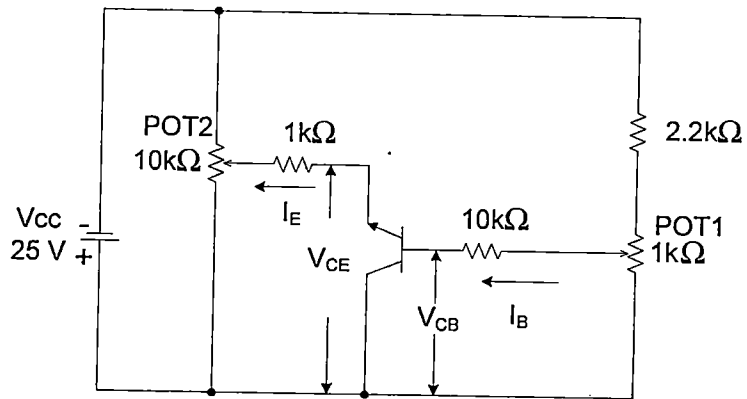 POT2
10kΩ
1kΩ
I_E
Vcc -
25 V +
V_CE
10kΩ
V_CB
I_B
2.2kΩ
POT1
1kΩ